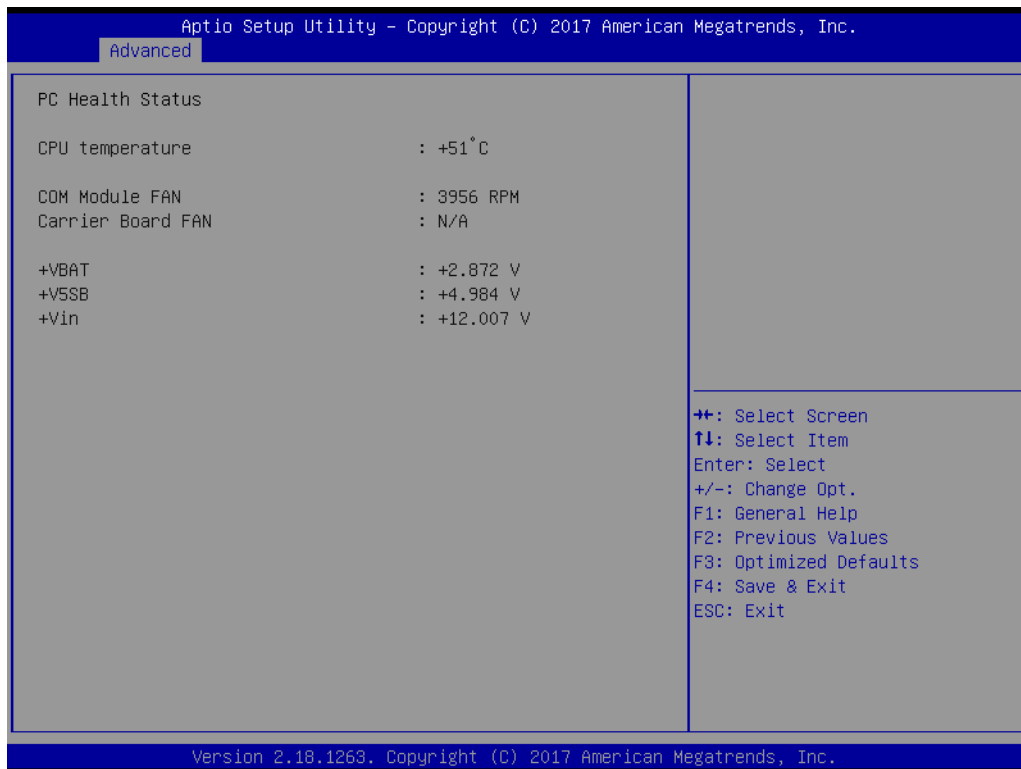 Aptio Setup Utility – Copyright (C) 2017 American Megatrends, Inc.
Advanced
PC Health Status
CPU temperature : +51°C
COM Module FAN : 3956 RPM
Carrier Board FAN : N/A
+VBAT : +2.872 V
+V5SB : +4.984 V
+Vin : +12.007 V
→←: Select Screen
↑↓: Select Item
Enter: Select
+/-: Change Opt.
F1: General Help
F2: Previous Values
F3: Optimized Defaults
F4: Save & Exit
ESC: Exit
Version 2.18.1263. Copyright (C) 2017 American Megatrends, Inc.